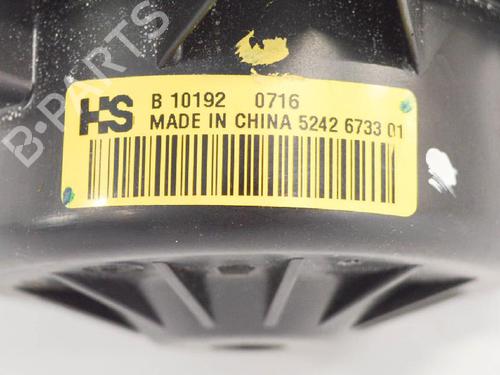 B-PARTS
HS B 10192 0716
MADE IN CHINA 5242 6733 01